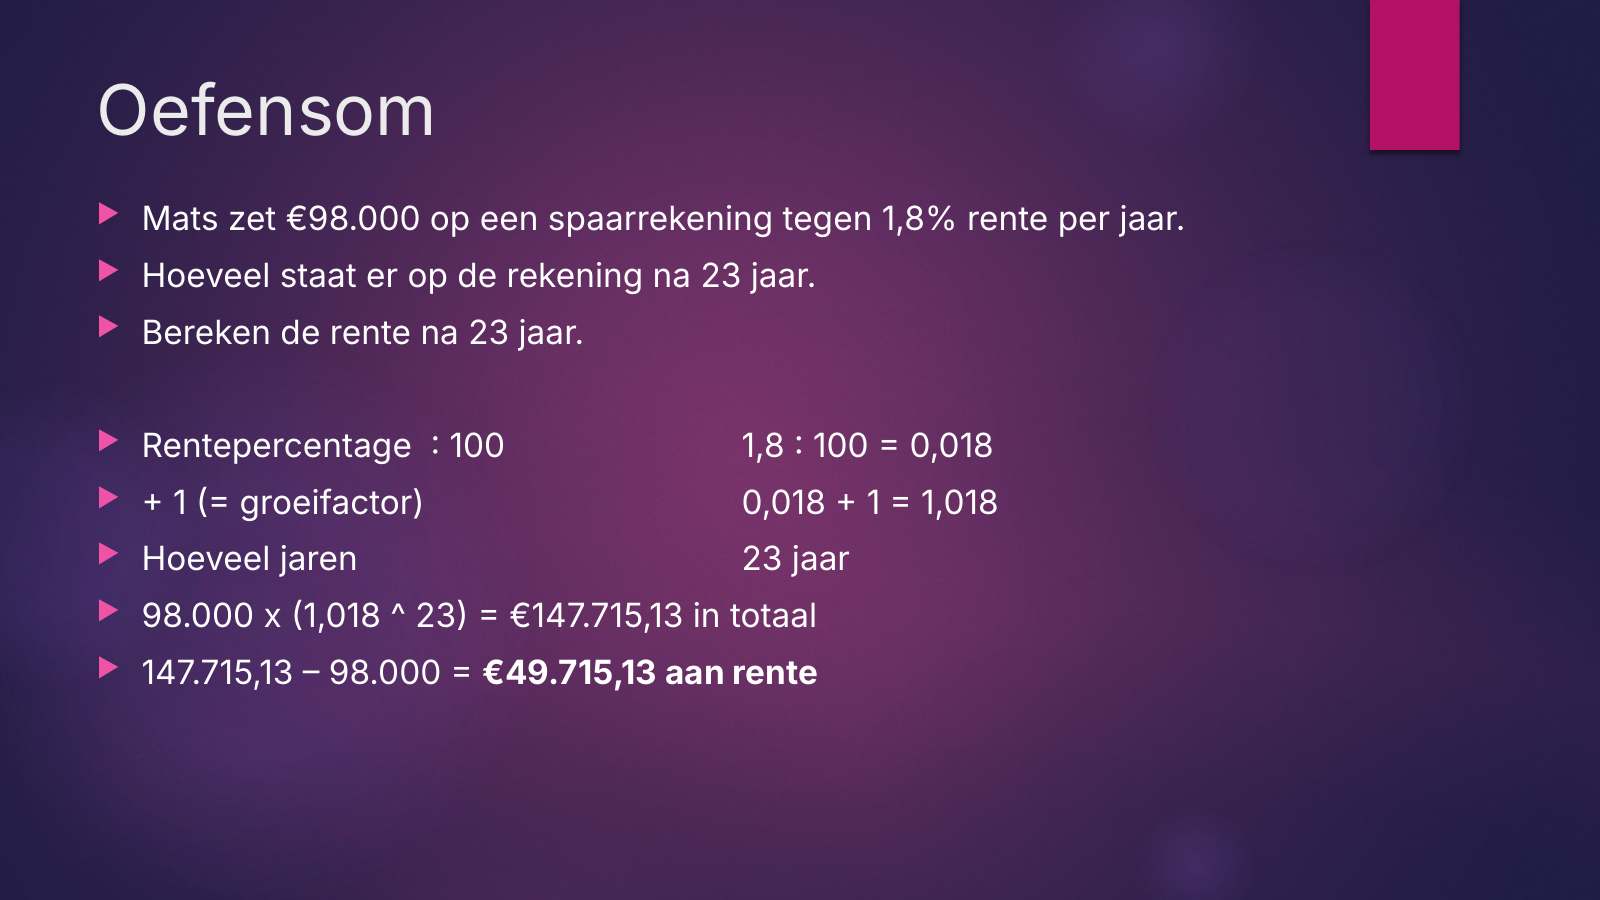 Oefensom
Mats zet €98.000 op een spaarrekening tegen 1,8% rente per jaar.
Hoeveel staat er op de rekening na 23 jaar.
Bereken de rente na 23 jaar.
Rentepercentage : 100 1,8 : 100 = 0,018
+ 1 (= groeifactor) 0,018 + 1 = 1,018
Hoeveel jaren 23 jaar
98.000 x (1,018 ^ 23) = €147.715,13 in totaal
147.715,13 – 98.000 = €49.715,13 aan rente